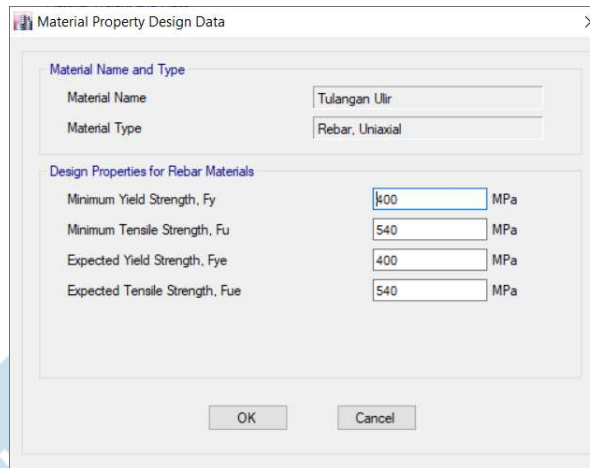 Material Property Design Data
Material Name and Type
Material Name Tulangan Ulir
Material Type Rebar, Uniaxial
Design Properties for Rebar Materials
Minimum Yield Strength, Fy 400 MPa
Minimum Tensile Strength, Fu 540 MPa
Expected Yield Strength, Fye 400 MPa
Expected Tensile Strength, Fue 540 MPa
OK Cancel